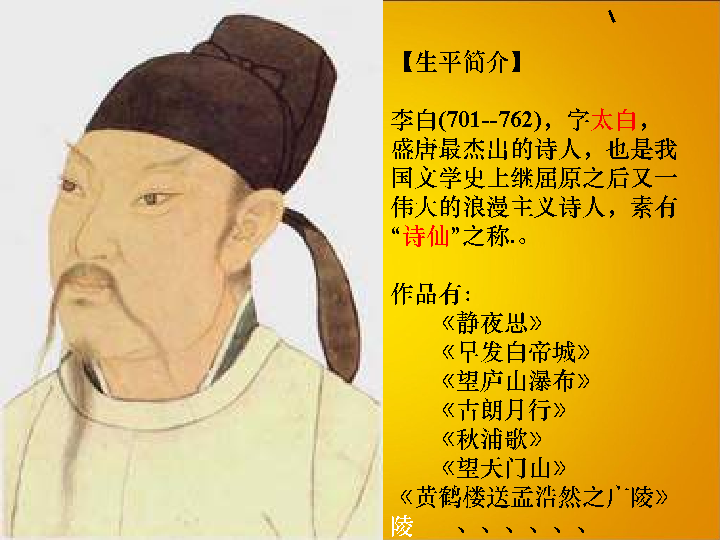 、
【生平简介】
李白(701--762)，字太白，
盛唐最杰出的诗人，也是我
国文学史上继屈原之后又一
伟大的浪漫主义诗人，素有
“诗仙”之称.。
作品有：
《静夜思》
《早发白帝城》
《望庐山瀑布》
《古朗月行》
《秋浦歌》
《望天门山》
《黄鹤楼送孟浩然之广陵》
陵 、、、、、、